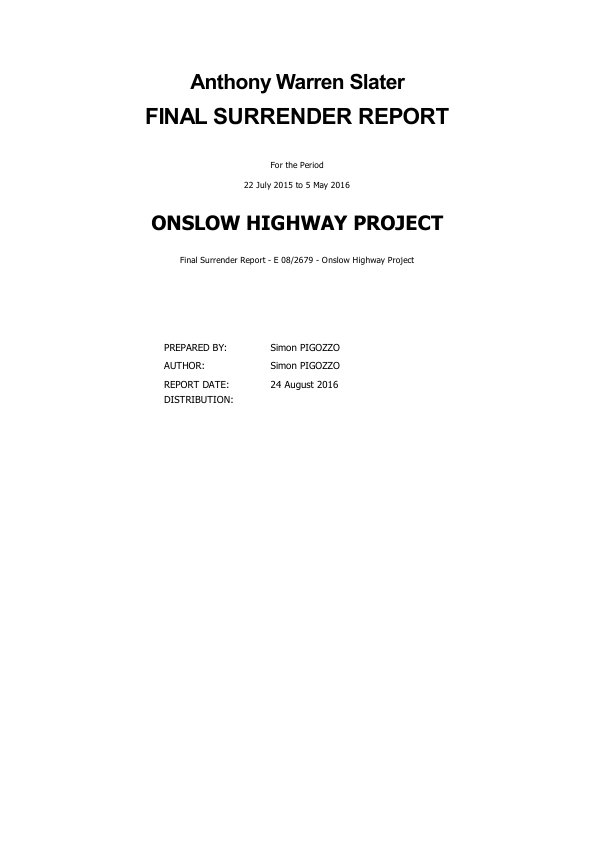 Anthony Warren Slater
FINAL SURRENDER REPORT
For the Period
22 July 2015 to 5 May 2016
ONSLOW HIGHWAY PROJECT
Final Surrender Report - E 08/2679 - Onslow Highway Project
PREPARED BY: Simon PIGOZZO
AUTHOR: Simon PIGOZZO
REPORT DATE: 24 August 2016
DISTRIBUTION: